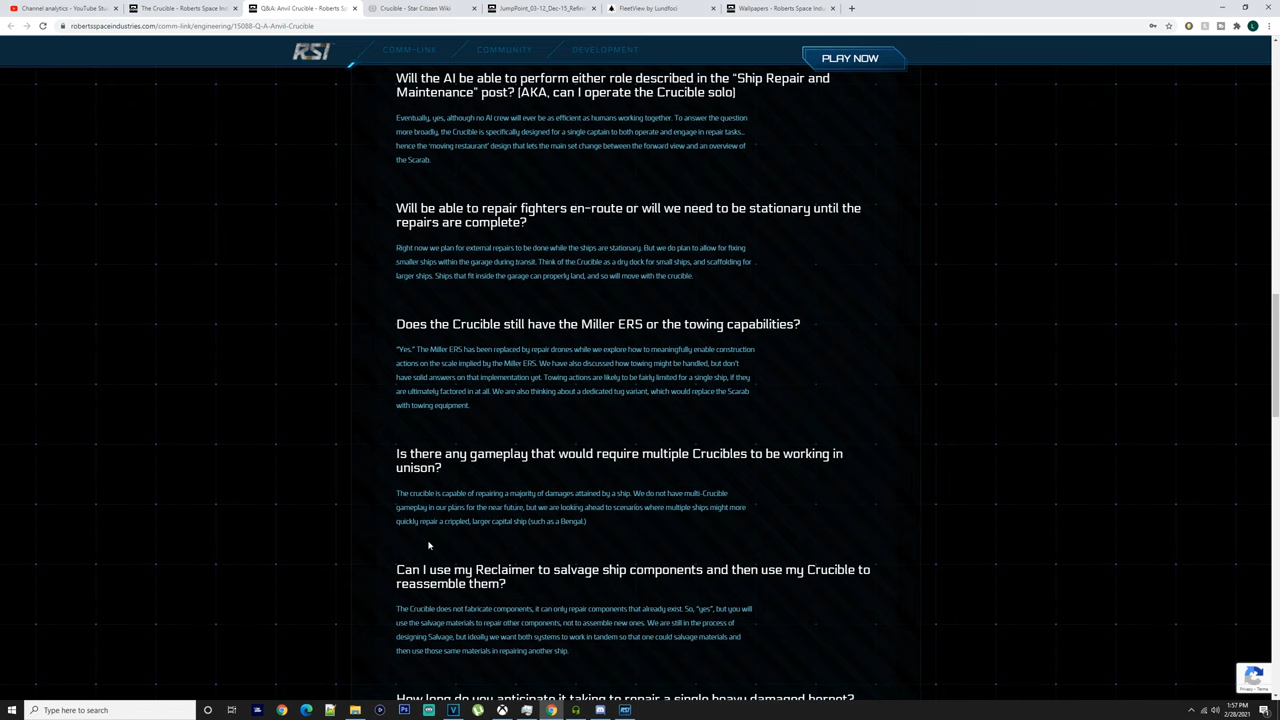 Channel analytics - YouTube Stu
The Crucible - Roberts Space Ind
Q&A: Anvil Crucible - Roberts Sp
Crucible - Star Citizen Wiki
JumpPoint_03-12_Dec-15_Refini
FleetView by Lundfoci
Wallpapers - Roberts Space Indu
robertsspaceindustries.com/comm-link/engineering/15088-Q-A-Anvil-Crucible
RSI
COMM-LINK
COMMUNITY
DEVELOPMENT
PLAY NOW
Will the AI be able to perform either role described in the "Ship Repair and
Maintenance" post? [AKA, can I operate the Crucible solo]
Eventually, yes, although no AI crew will ever be as efficient as humans working together. To answer the question
more broadly, the Crucible is specifically designed for a single captain to both operate and engage in repair tasks...
hence the 'moving restaurant' design that lets the main set change between the forward view and an overview of
the Scarab.
Will be able to repair fighters en-route or will we need to be stationary until the
repairs are complete?
Right now we plan for external repairs to be done while the ships are stationary. But we do plan to allow for fixing
smaller ships within the garage during transit. Think of the Crucible as a dry dock for small ships, and scaffolding for
larger ships. Ships that fit inside the garage can properly land, and so will move with the crucible.
Does the Crucible still have the Miller ERS or the towing capabilities?
"Yes." The Miller ERS has been replaced by repair drones while we explore how to meaningfully enable construction
actions on the scale implied by the Miller ERS. We have also discussed how towing might be handled, but don't
have solid answers on that implementation yet. Towing actions are likely to be fairly limited for a single ship, if they
are ultimately factored in at all. We are also thinking about a dedicated tug variant, which would replace the Scarab
with towing equipment.
Is there any gameplay that would require multiple Crucibles to be working in
unison?
The crucible is capable of repairing a majority of damages attained by a ship. We do not have multi-Crucible
gameplay in our plans for the near future, but we are looking ahead to scenarios where multiple ships might more
quickly repair a crippled, larger capital ship (such as a Bengal.)
Can I use my Reclaimer to salvage ship components and then use my Crucible to
reassemble them?
The Crucible does not fabricate components, it can only repair components that already exist. So, "yes", but you will
use the salvage materials to repair other components, not to assemble new ones. We are still in the process of
designing Salvage, but ideally we want both systems to work in tandem so that one could salvage materials and
then use those same materials in repairing another ship.
How long do you anticipate it taking to repair a single heavy damaged hornet?
Privacy - Terms
Type here to search
1:57 PM
2/28/2021